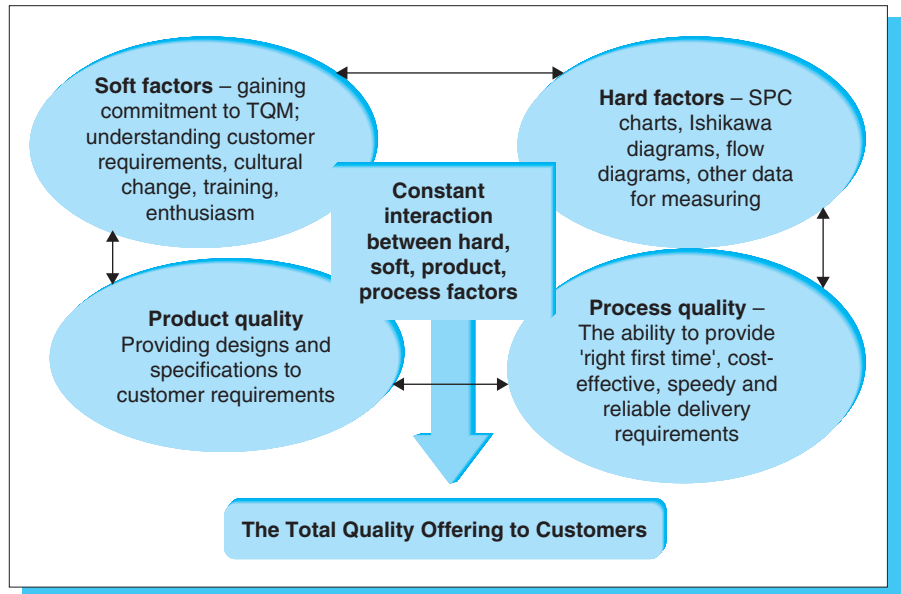 Soft factors – gaining
commitment to TQM;
understanding customer
requirements, cultural
change, training,
enthusiasm
Hard factors – SPC
charts, Ishikawa
diagrams, flow
diagrams, other data
for measuring
Constant
interaction
between hard,
soft, product,
process factors
Product quality
Providing designs and
specifications to
customer requirements
Process quality –
The ability to provide
'right first time', cost-
effective, speedy and
reliable delivery
requirements
The Total Quality Offering to Customers